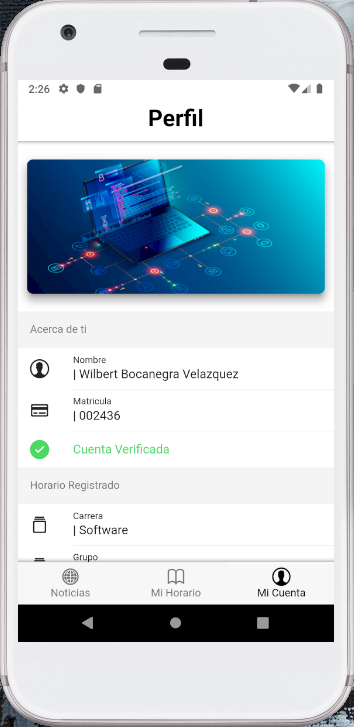 2:26
Perfil
Acerca de ti
Nombre
| Wilbert Bocanegra Velazquez
Matricula
| 002436
Cuenta Verificada
Horario Registrado
Carrera
| Software
Grupo
Noticias
Mi Horario
Mi Cuenta